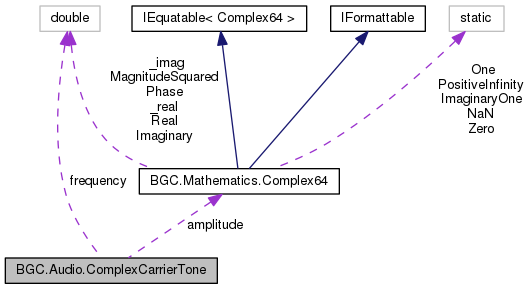 double
IEquatable< Complex64 >
IFormattable
static
_imag
MagnitudeSquared
Phase
_real
Real
Imaginary
One
PositiveInfinity
ImaginaryOne
NaN
Zero
frequency
BGC.Mathematics.Complex64
amplitude
BGC.Audio.ComplexCarrierTone